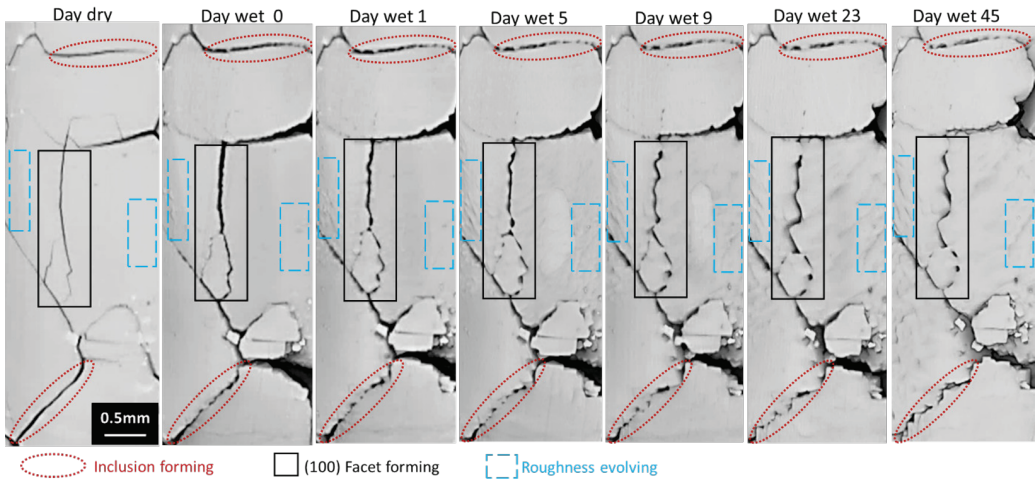 Day dry Day wet 0 Day wet 1 Day wet 5 Day wet 9 Day wet 23 Day wet 45
0.5mm
Inclusion forming (100) Facet forming Roughness evolving